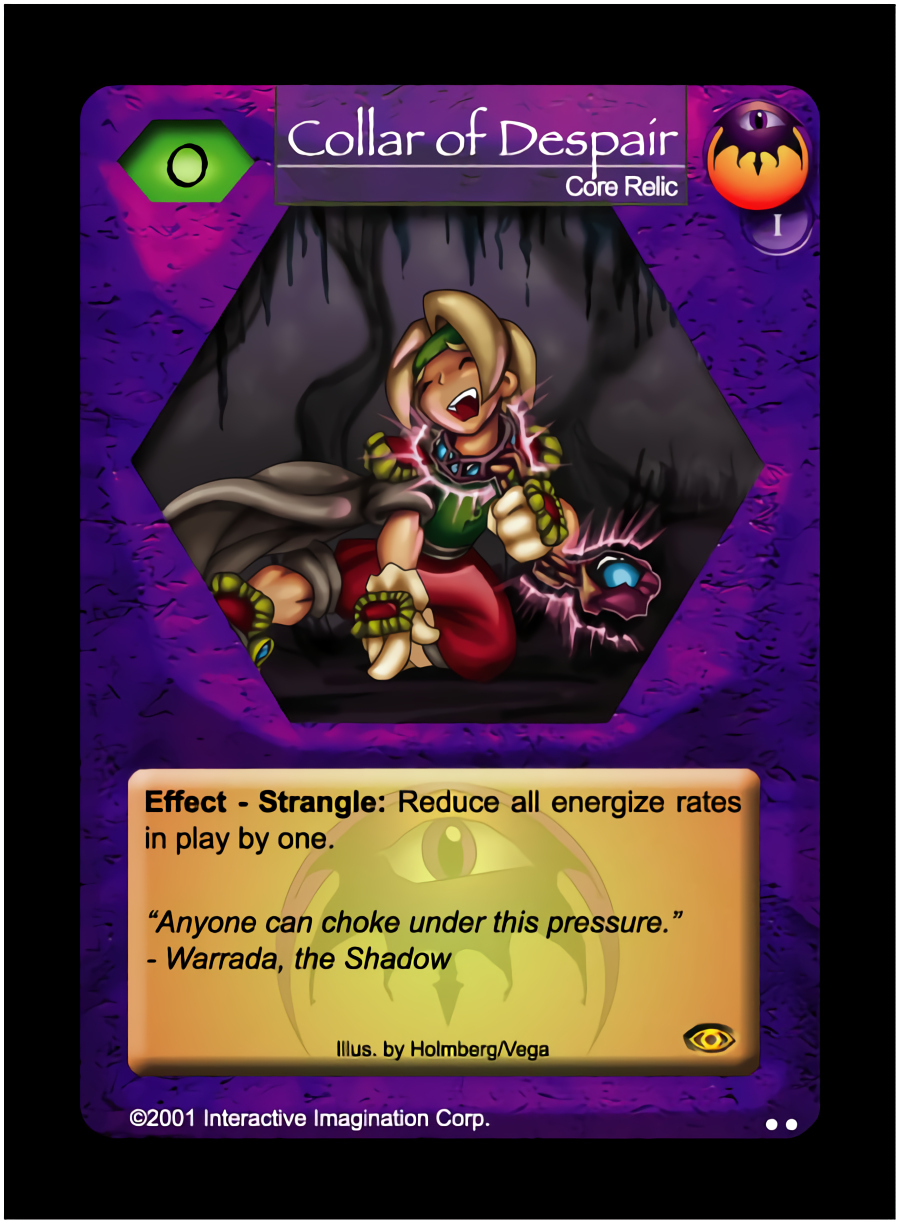 0
Collar of Despair
Core Relic
I
Effect - Strangle: Reduce all energize rates
in play by one.
“Anyone can choke under this pressure.”
- Warrada, the Shadow
Illus. by Holmberg/Vega
©2001 Interactive Imagination Corp.